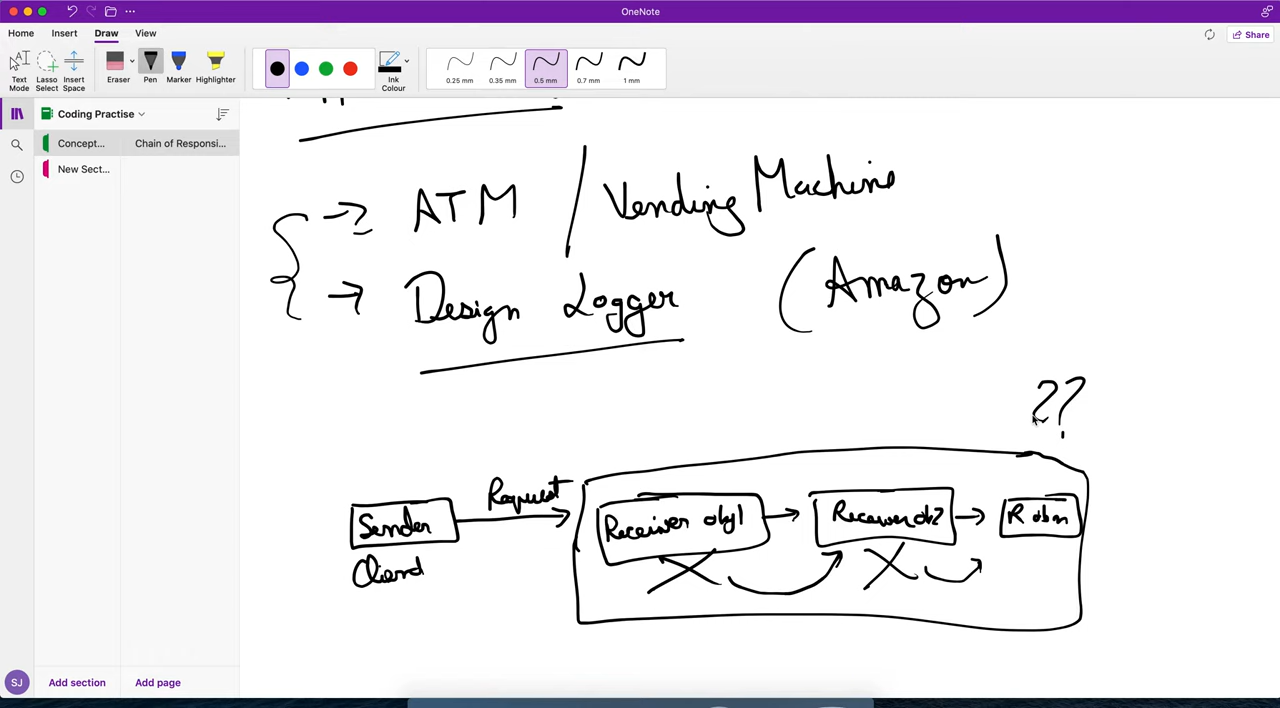 OneNote
Home Insert Draw View
Share
Text Mode
Lasso Select
Insert Space
Eraser
Pen
Marker
Highlighter
Ink Colour
0.25 mm
0.35 mm
0.5 mm
0.7 mm
1 mm
Coding Practise
Concept...
Chain of Responsi...
New Sect...
→ ATM / Vending Machine
→ Design Logger (Amazon)
??
Request
Sender
Receiver obj1 → Receiver ob2 → R obn
Client
SJ
Add section
Add page